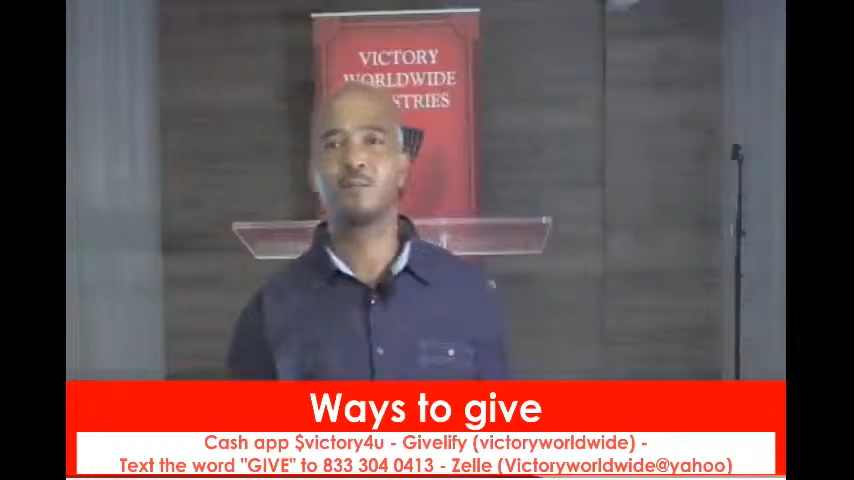 VICTORY
WORLDWIDE
STRIES
Ways to give
Cash app $victory4u - Givelify (victoryworldwide) -
Text the word "GIVE" to 833 304 0413 - Zelle (Victoryworldwide@yahoo)